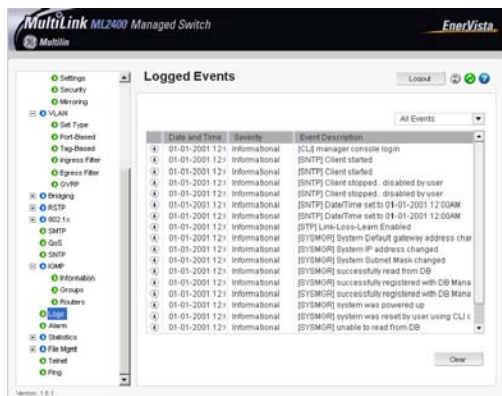 MultiLink ML2400 Managed Switch
EnerVista
Multilin
Settings
Security
Mirroring
VLAN
Set Type
Port-Based
Tag-Based
Ingress Filter
Egress Filter
GVRP
Bridging
RSTP
802.1x
SMTP
QoS
SNTP
IGMP
Information
Groups
Routers
Logs
Alarm
Statistics
File Mgmt
Telnet
Ping
Version: 1.6.1
Logged Events
Logout
All Events
Date and Time Severity Event Description
01-01-2001 12: Informational [CLI] manager console login
01-01-2001 12: Informational [SNTP] Client started
01-01-2001 12: Informational [SNTP] Client started
01-01-2001 12: Informational [SNTP] Client stopped.. disabled by user
01-01-2001 12: Informational [SNTP] Client stopped.. disabled by user
01-01-2001 12: Informational [SNTP] Date/Time set to 01-01-2001 12:00AM
01-01-2001 12: Informational [SNTP] Date/Time set to 01-01-2001 12:00AM
01-01-2001 12: Informational [STP] Link-Loss-Learn Enabled
01-01-2001 12: Informational [SYSMGR] System Default gateway address char
01-01-2001 12: Informational [SYSMGR] System IP address changed
01-01-2001 12: Informational [SYSMGR] System Subnet Mask changed
01-01-2001 12: Informational [SYSMGR] successfully read from DB
01-01-2001 12: Informational [SYSMGR] successfully registered with DB Mana
01-01-2001 12: Informational [SYSMGR] successfully registered with DB Mana
01-01-2001 12: Informational [SYSMGR] system was powered up
01-01-2001 12: Informational [SYSMGR] system was reset by user using CLI c
01-01-2001 12: Informational [SYSMGR] unable to read from DB
Clear